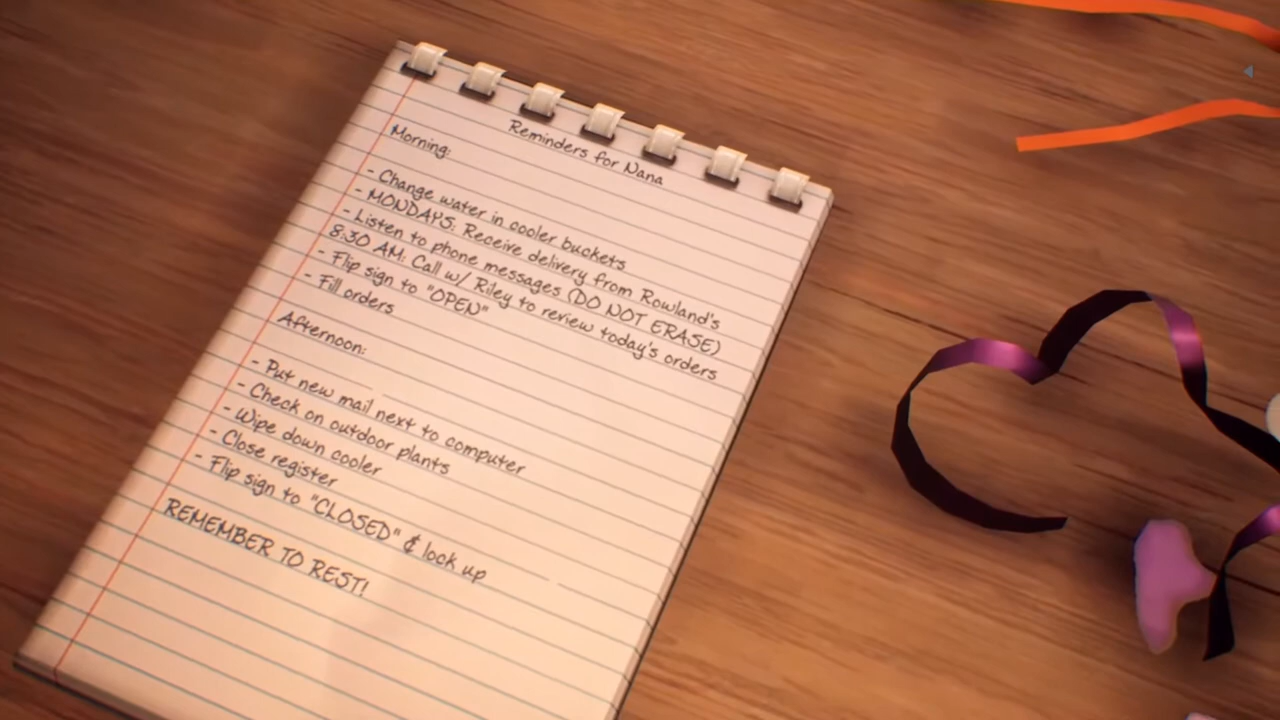 Reminders for Nana
Morning:
- Change water in cooler buckets
- MONDAYS: Receive delivery from Rowland's
- Listen to phone messages (DO NOT ERASE)
8:30 AM: Call w/ Riley to review today's orders
- Flip sign to "OPEN"
- Fill orders
Afternoon:
- Put new mail next to computer
- Check on outdoor plants
- Wipe down cooler
- Close register
- Flip sign to "CLOSED" & lock up
REMEMBER TO REST!